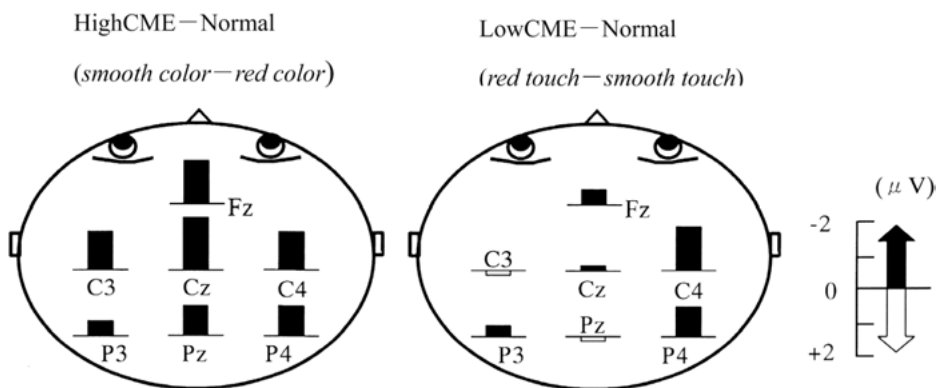 HighCME－Normal
(smooth color－red color)
LowCME－Normal
(red touch－smooth touch)
Fz
C3 Cz C4
P3 Pz P4
Fz
C3 Cz C4
P3 Pz P4
(μ V)
-2
0
+2